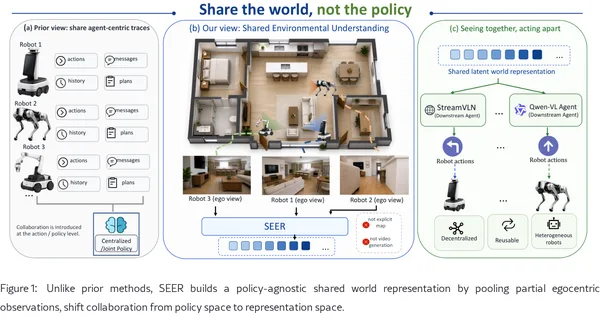 Share the world, not the policy
(a) Prior view: share agent-centric traces
Robot 1
actions
messages
history
plans
Robot 2
actions
messages
history
plans
Robot 3
actions
messages
history
plans
...
Collaboration is introduced
at the action / policy level.
Centralized
/Joint Policy
(b) Our view: Shared Environmental Understanding
Robot 3 (ego view)
Robot 1 (ego view)
Robot 2 (ego view)
SEER
not explicit
map
not video
generation
...
(c) Seeing together, acting apart
...
Shared latent world representation
StreamVLN
(Downstream Agent)
...
Qwen-VL Agent
(Downstream Agent)
Robot actions
...
Robot actions
Decentralized
Reusable
Heterogeneous
robots
Figure 1: Unlike prior methods, SEER builds a policy-agnostic shared world representation by pooling partial egocentric
observations, shift collaboration from policy space to representation space.